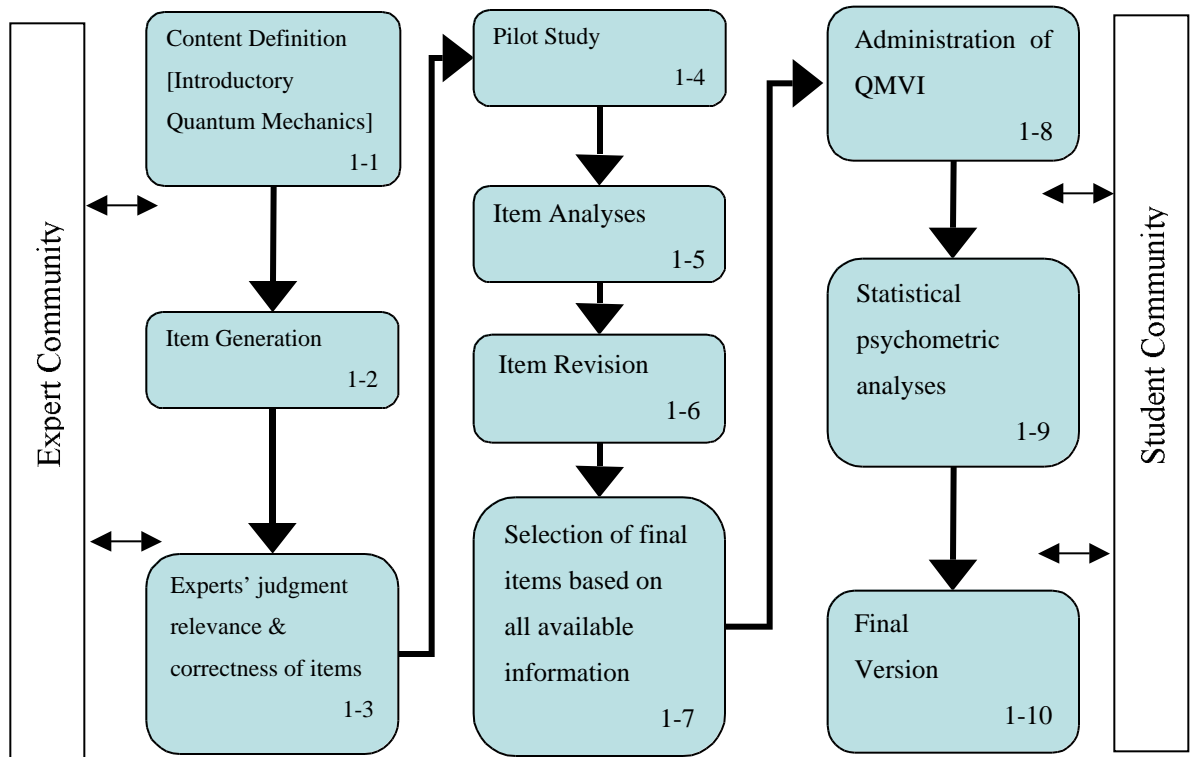 Expert Community
Content Definition
[Introductory
Quantum Mechanics]
1-1
Item Generation
1-2
Experts’ judgment
relevance &
correctness of items
1-3
Pilot Study
1-4
Item Analyses
1-5
Item Revision
1-6
Selection of final
items based on
all available
information
1-7
Administration of
QMVI
1-8
Statistical
psychometric
analyses
1-9
Final
Version
1-10
Student Community